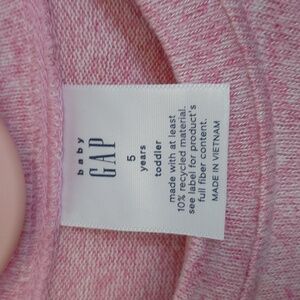 baby
GAP
5
years
toddler
made with at least
10% recycled material.
see label for product's
full fiber content.
MADE IN VIETNAM